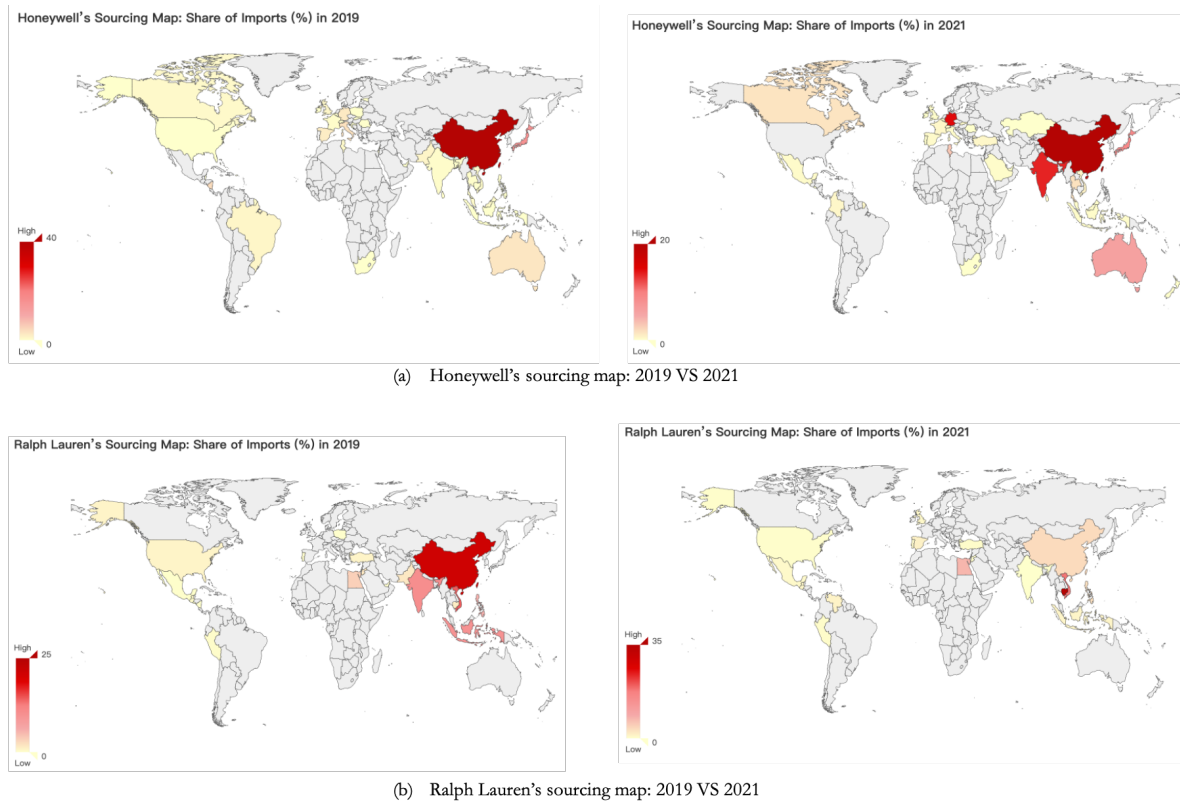 Honeywell's Sourcing Map: Share of Imports (%) in 2019
High
40
0
Low
Honeywell's Sourcing Map: Share of Imports (%) in 2021
High
20
0
Low
(a) Honeywell's sourcing map: 2019 VS 2021
Ralph Lauren's Sourcing Map: Share of Imports (%) in 2019
High
25
0
Low
Ralph Lauren's Sourcing Map: Share of Imports (%) in 2021
High
35
0
Low
(b) Ralph Lauren's sourcing map: 2019 VS 2021